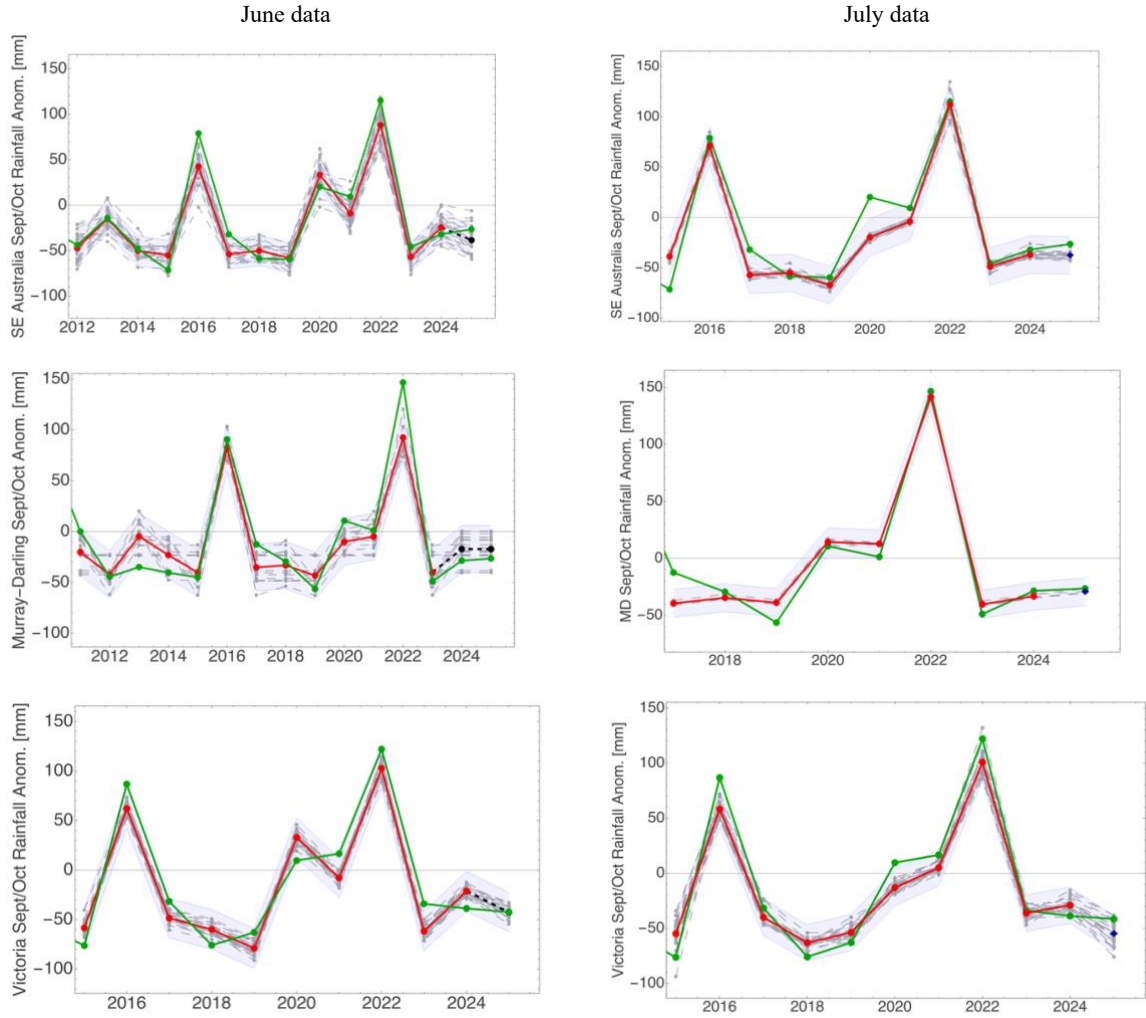 June data
July data
SE Australia Sept/Oct Rainfall Anom. [mm]
150
100
50
0
−50
−100
2012 2014 2016 2018 2020 2022 2024
SE Australia Sept/Oct Rainfall Anom. [mm]
150
100
50
0
−50
−100
2016 2018 2020 2022 2024
Murray−Darling Sept/Oct Anom. [mm]
150
100
50
0
−50
−100
2012 2014 2016 2018 2020 2022 2024
MD Sept/Oct Rainfall Anom. [mm]
150
100
50
0
−50
2018 2020 2022 2024
Victoria Sept/Oct Rainfall Anom. [mm]
150
100
50
0
−50
−100
2016 2018 2020 2022 2024
Victoria Sept/Oct Rainfall Anom. [mm]
150
100
50
0
−50
−100
2016 2018 2020 2022 2024